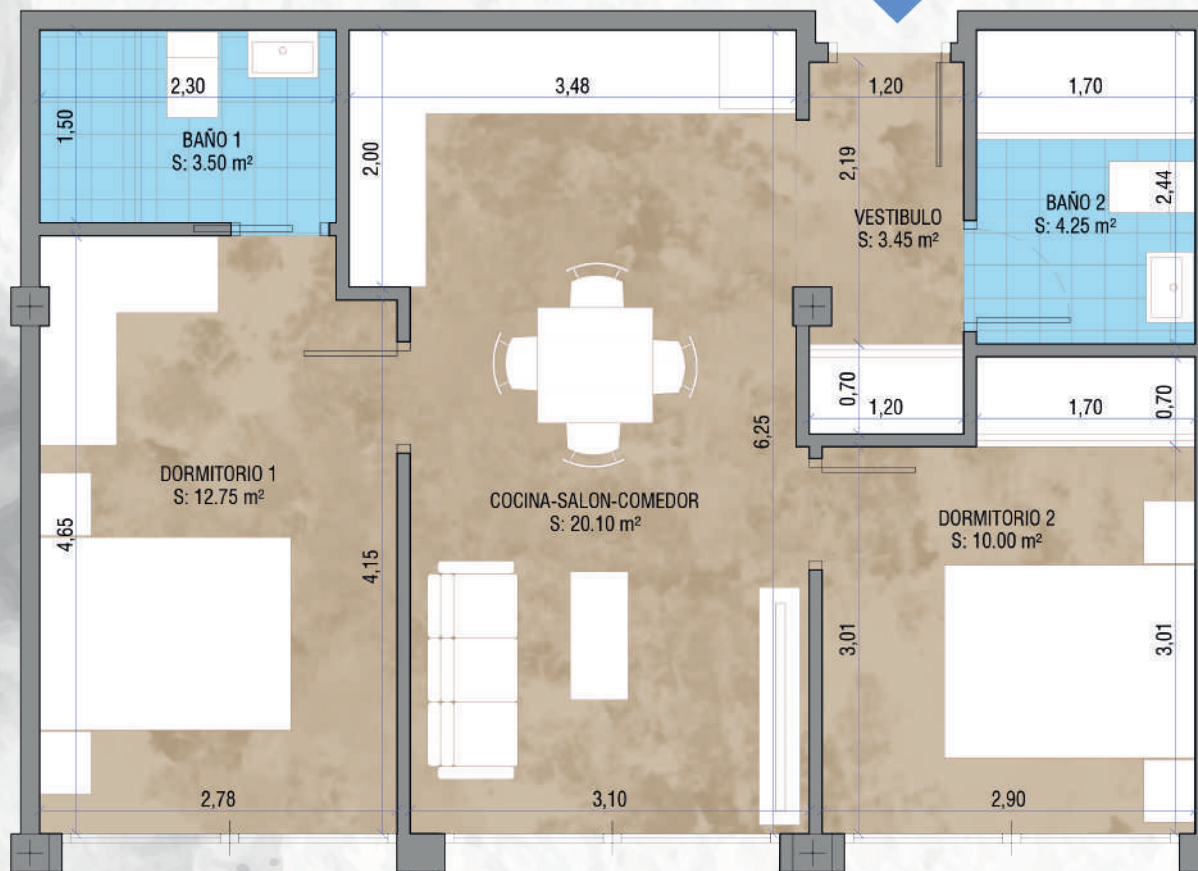 2,30
3,48
1,20
1,70
1,50
BAÑO 1
S: 3.50 m²
2,00
2,19
2,44
VESTIBULO
S: 3.45 m²
BAÑO 2
S: 4.25 m²
0,70
1,20
1,70
0,70
6,25
DORMITORIO 1
S: 12.75 m²
COCINA-SALON-COMEDOR
S: 20.10 m²
DORMITORIO 2
S: 10.00 m²
4,65
4,15
3,01
3,01
2,78
3,10
2,90